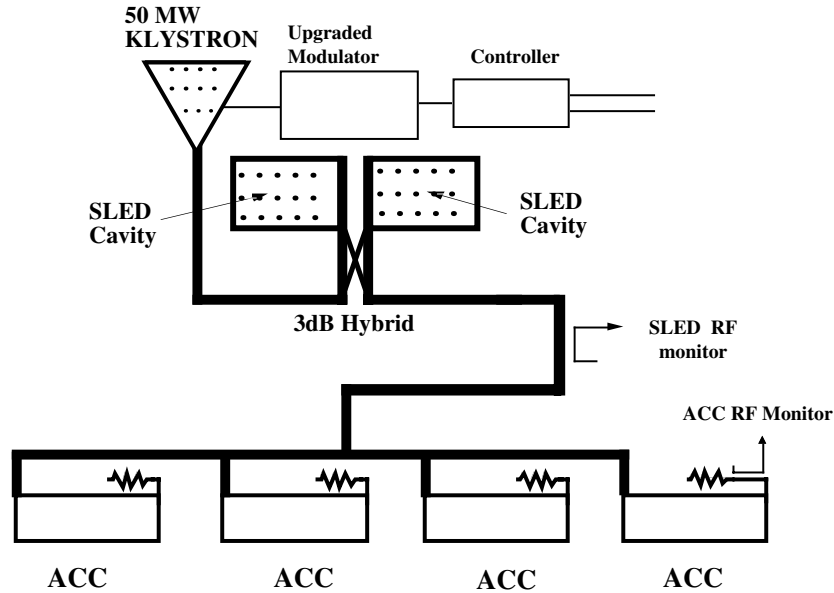 50 MW
KLYSTRON
Upgraded
Modulator
Controller
SLED
Cavity
SLED
Cavity
3dB Hybrid
SLED RF
monitor
ACC RF Monitor
ACC
ACC
ACC
ACC